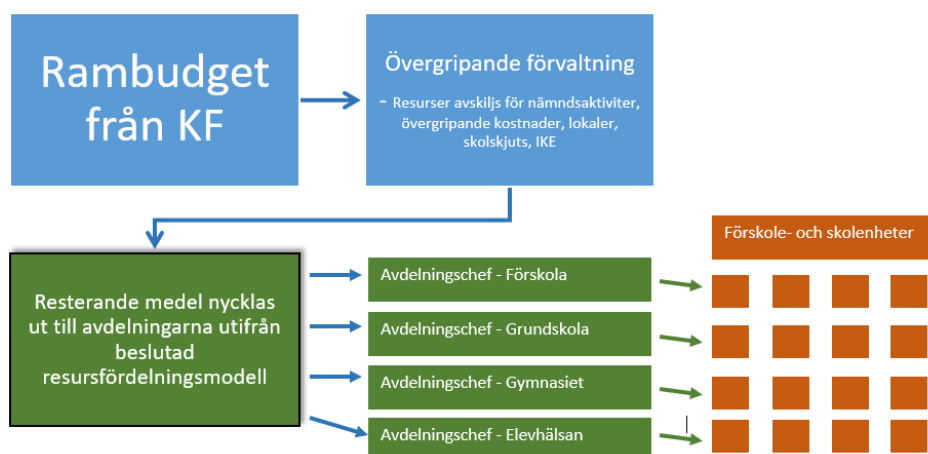 Rambudget
från KF
Övergripande förvaltning
- Resurser avskiljs för nämndsaktiviter,
övergripande kostnader, lokaler,
skolskjuts, IKE
Förskole- och skolenheter
Resterande medel nycklas
ut till avdelningarna utifrån
beslutad
resursfördelningsmodell
Avdelningschef - Förskola
Avdelningschef - Grundskola
Avdelningschef - Gymnasiet
Avdelningschef - Elevhälsan